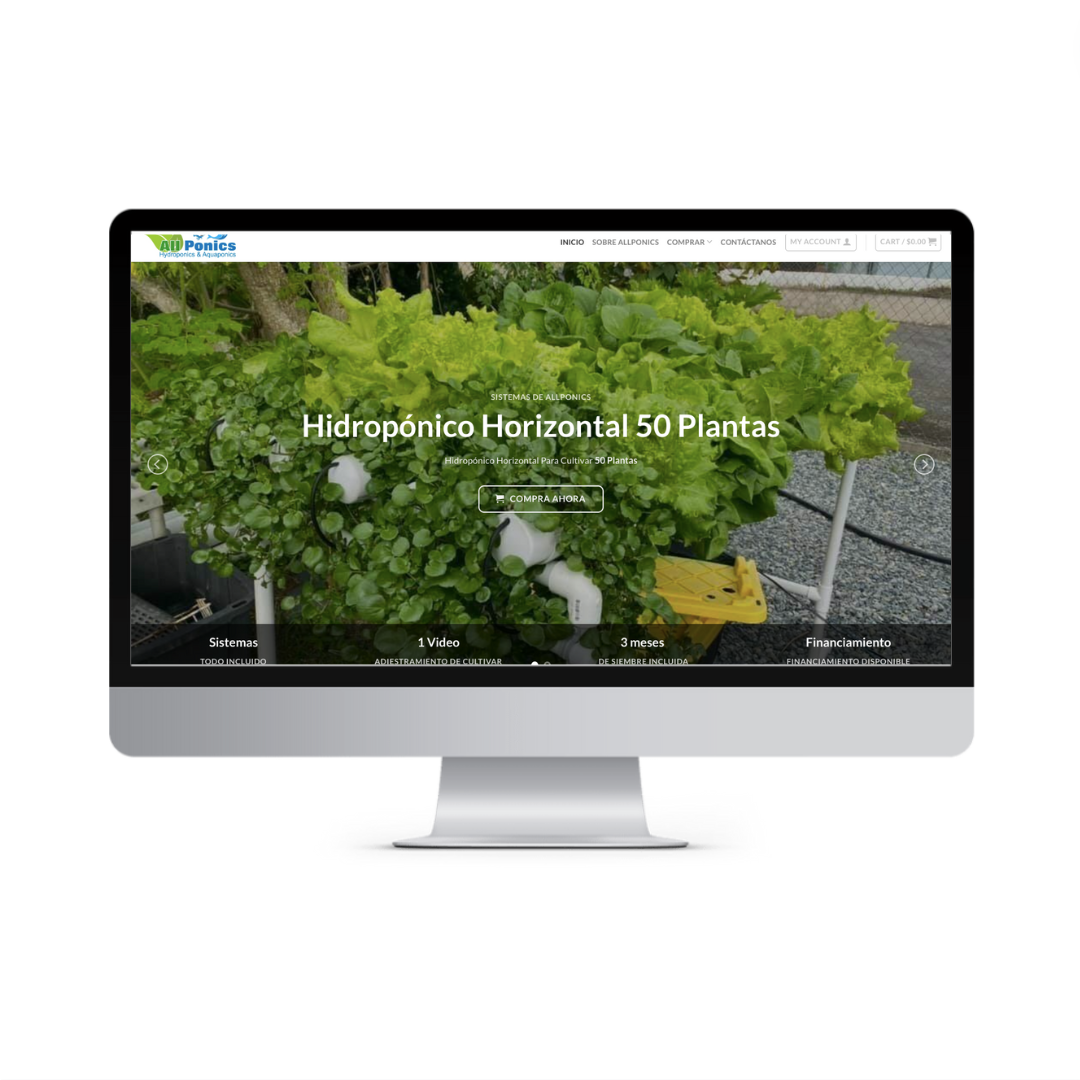 All Ponics
Hydroponics & Aquaponics
INICIO SOBRE ALLPONICS COMPRAR CONTÁCTANOS MY ACCOUNT CART / $0.00
SISTEMAS DE ALLPONICS
Hidropónico Horizontal 50 Plantas
Hidropónico Horizontal Para Cultivar 50 Plantas
COMPRA AHORA
Sistemas 1 Video 3 meses Financiamiento
TODO INCLUIDO ADIESTRAMIENTO DE CULTIVAR DE SIEMBRE INCLUIDA FINANCIAMIENTO DISPONIBLE